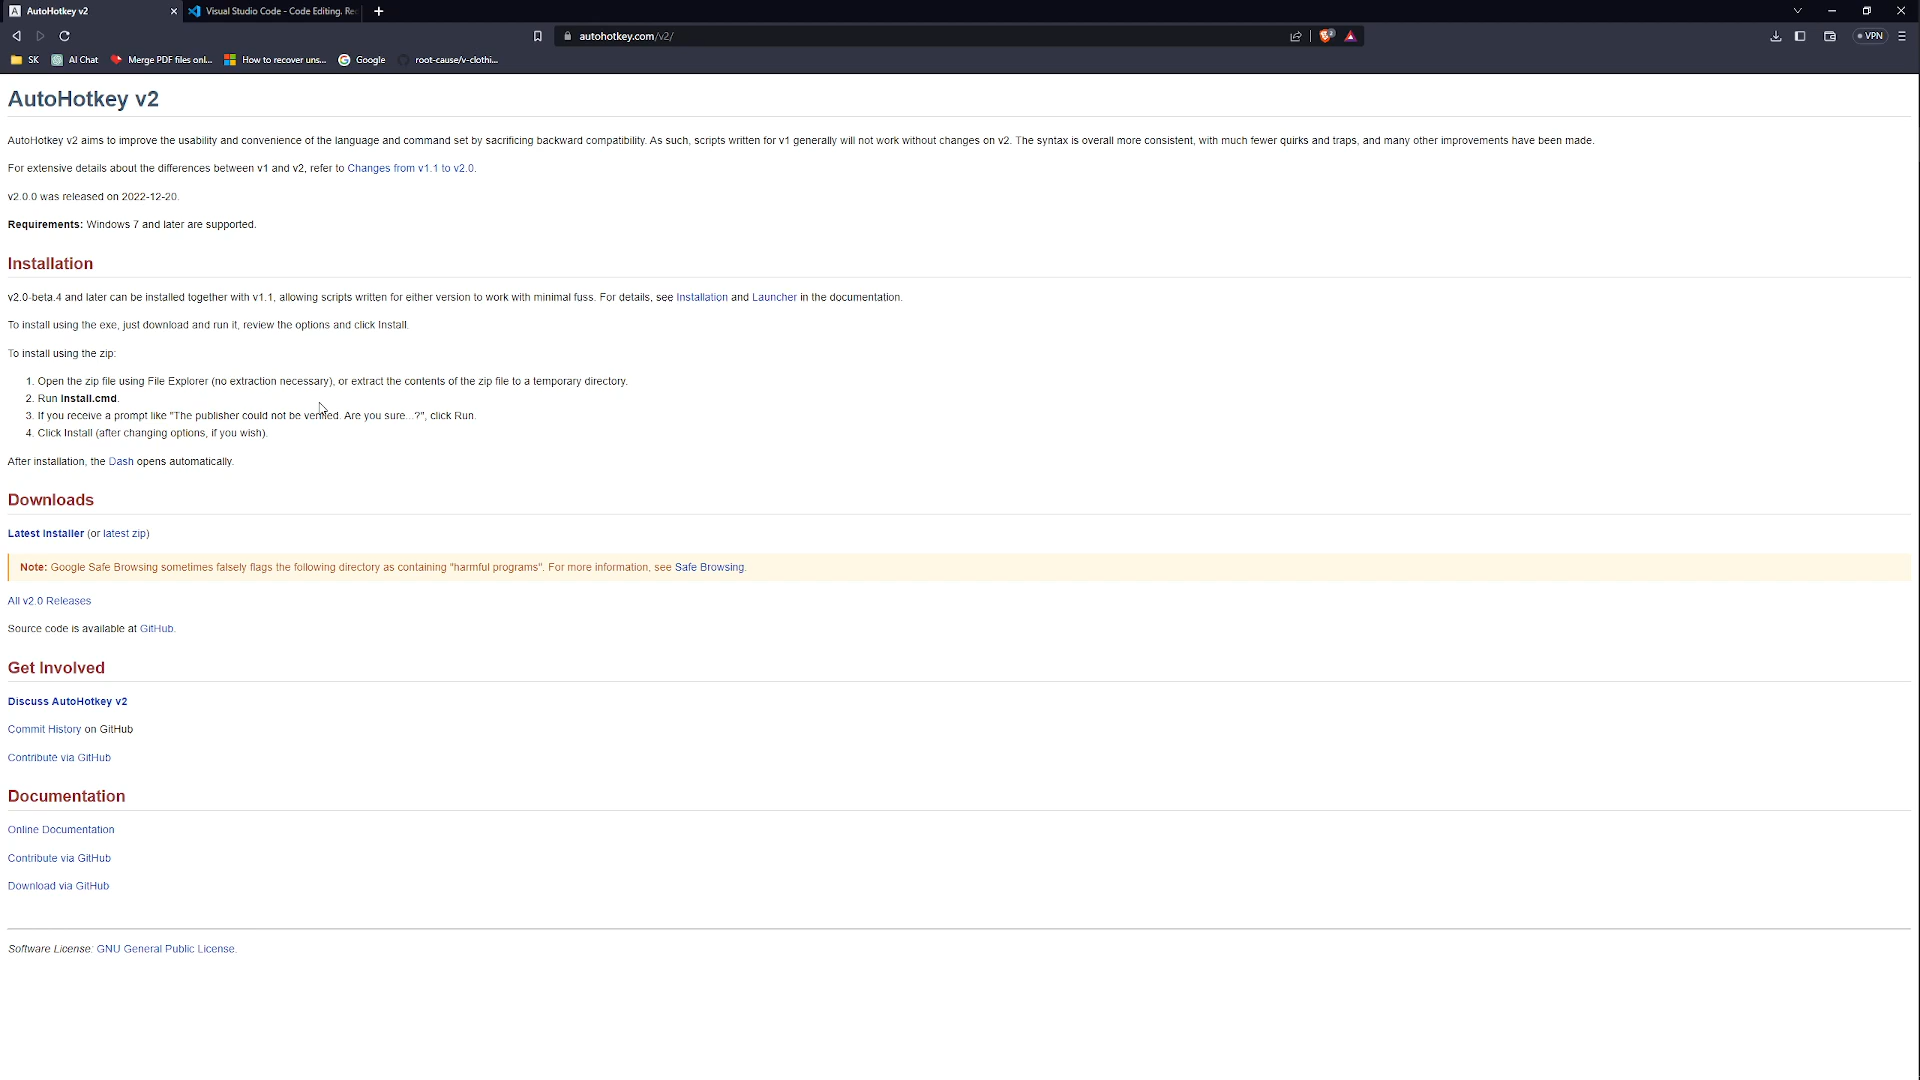 AutoHotkey v2
Visual Studio Code - Code Editing. Re
autohotkey.com/v2/
VPN
SK
AI Chat
Merge PDF files onl...
How to recover uns...
Google
root-cause/v-clothi...
AutoHotkey v2
AutoHotkey v2 aims to improve the usability and convenience of the language and command set by sacrificing backward compatibility. As such, scripts written for v1 generally will not work without changes on v2. The syntax is overall more consistent, with much fewer quirks and traps, and many other improvements have been made.
For extensive details about the differences between v1 and v2, refer to Changes from v1.1 to v2.0.
v2.0.0 was released on 2022-12-20.
Requirements: Windows 7 and later are supported.
Installation
v2.0-beta.4 and later can be installed together with v1.1, allowing scripts written for either version to work with minimal fuss. For details, see Installation and Launcher in the documentation.
To install using the exe, just download and run it, review the options and click Install.
To install using the zip:
1. Open the zip file using File Explorer (no extraction necessary), or extract the contents of the zip file to a temporary directory.
2. Run Install.cmd.
3. If you receive a prompt like "The publisher could not be verified. Are you sure...?", click Run.
4. Click Install (after changing options, if you wish).
After installation, the Dash opens automatically.
Downloads
Latest Installer (or latest zip)
Note: Google Safe Browsing sometimes falsely flags the following directory as containing "harmful programs". For more information, see Safe Browsing.
All v2.0 Releases
Source code is available at GitHub.
Get Involved
Discuss AutoHotkey v2
Commit History on GitHub
Contribute via GitHub
Documentation
Online Documentation
Contribute via GitHub
Download via GitHub
Software License: GNU General Public License.